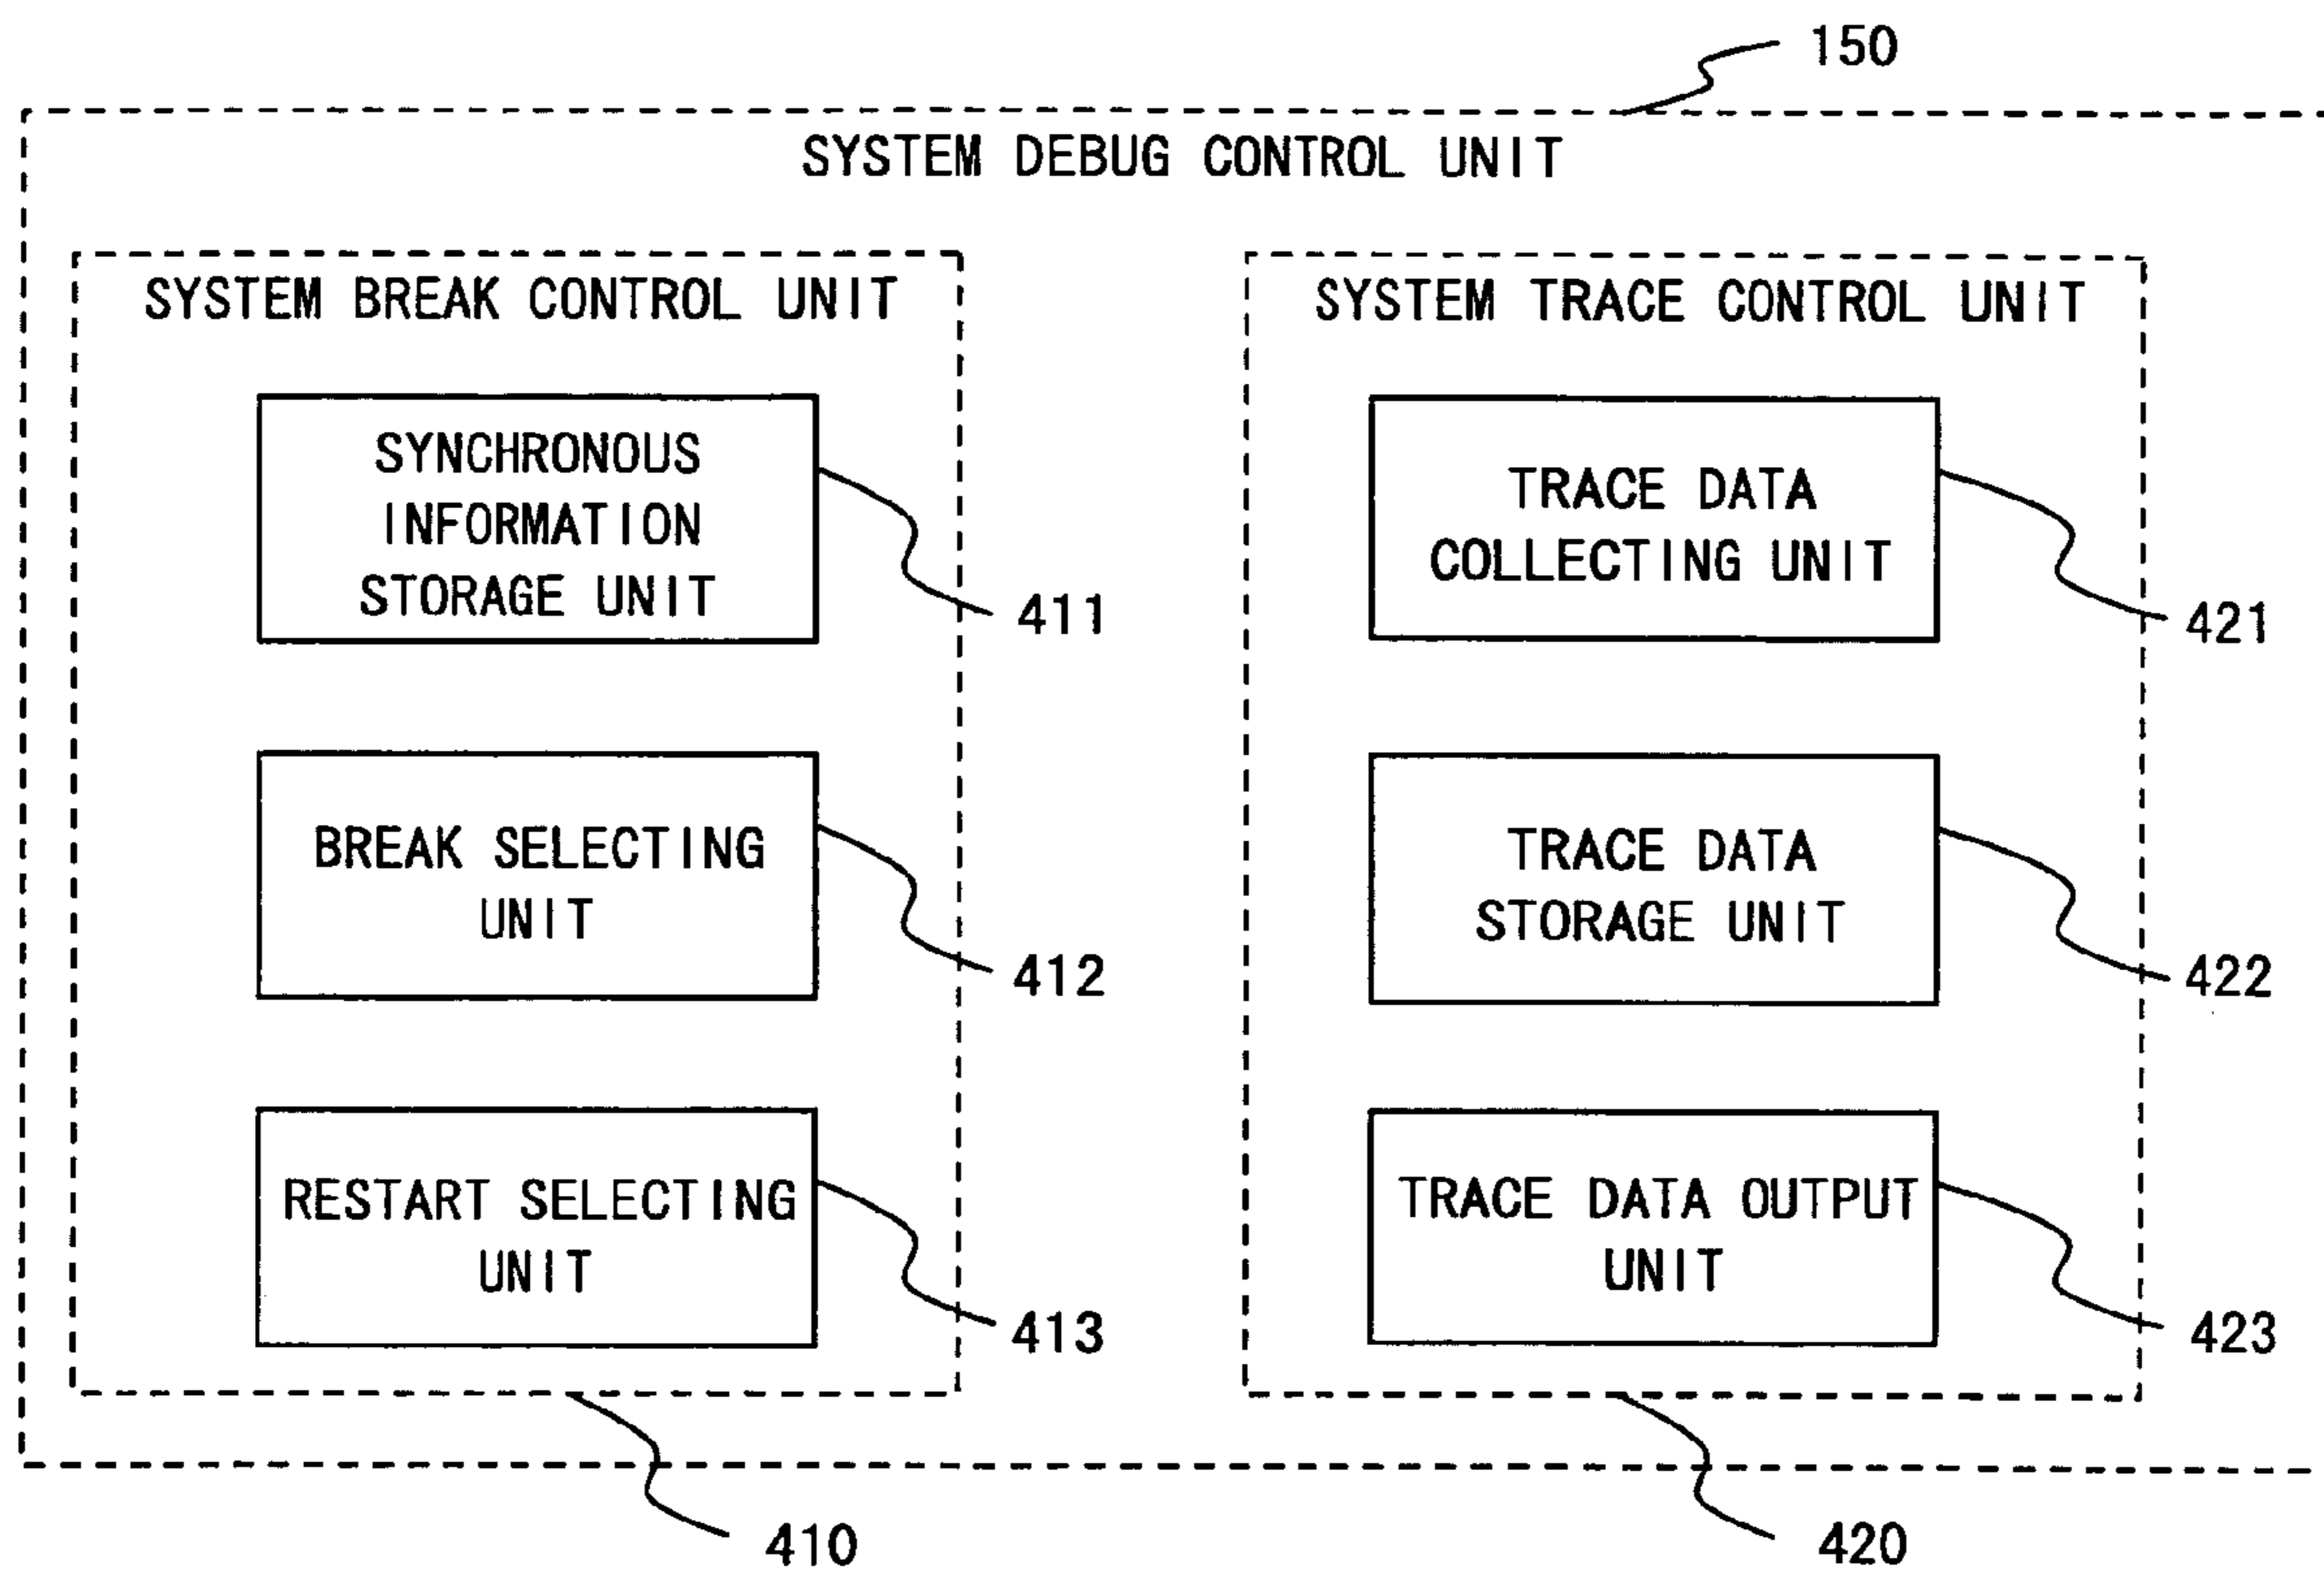 150
SYSTEM DEBUG CONTROL UNIT
SYSTEM BREAK CONTROL UNIT
SYNCHRONOUS
INFORMATION
STORAGE UNIT
411
BREAK SELECTING
UNIT
412
RESTART SELECTING
UNIT
413
410
SYSTEM TRACE CONTROL UNIT
TRACE DATA
COLLECTING UNIT
421
TRACE DATA
STORAGE UNIT
422
TRACE DATA OUTPUT
UNIT
423
420